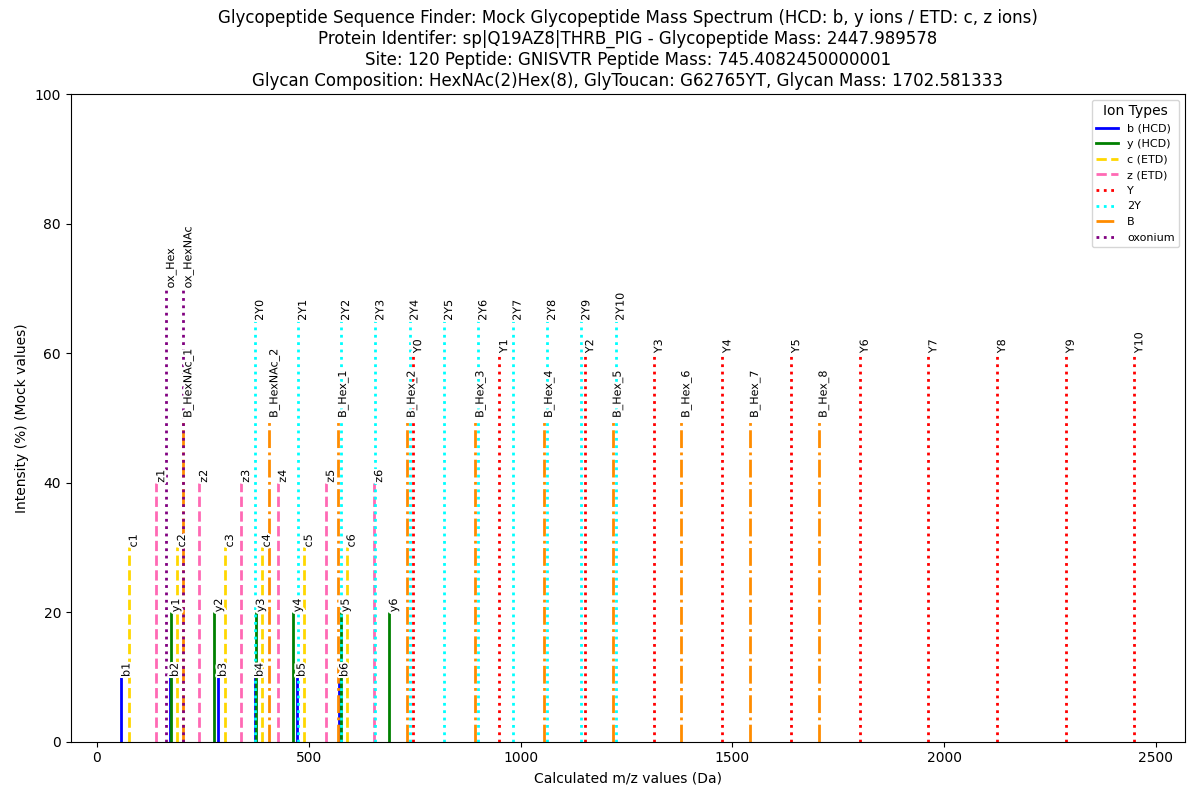 Glycopeptide Sequence Finder: Mock Glycopeptide Mass Spectrum (HCD: b, y ions / ETD: c, z ions)
Protein Identifer: sp|Q19AZ8|THRB_PIG - Glycopeptide Mass: 2447.989578
Site: 120 Peptide: GNISVTR Peptide Mass: 745.4082450000001
Glycan Composition: HexNAc(2)Hex(8), GlyToucan: G62765YT, Glycan Mass: 1702.581333
Intensity (%) (Mock values)
100
80
60
40
20
0
Ion Types
b (HCD)
y (HCD)
c (ETD)
z (ETD)
Y
2Y
B
oxonium
ox_Hex
ox_HexNAc
2Y0
2Y1
2Y2
2Y3
2Y4
2Y5
2Y6
2Y7
2Y8
2Y9
2Y10
Y0
Y1
Y2
Y3
Y4
Y5
Y6
Y7
Y8
Y9
Y10
B_HexNAc_1
B_HexNAc_2
B_Hex_1
B_Hex_2
B_Hex_3
B_Hex_4
B_Hex_5
B_Hex_6
B_Hex_7
B_Hex_8
z1
z2
z3
z4
z5
z6
c1
c2
c3
c4
c5
c6
y1
y2
y3
y4
y5
y6
b1
b2
b3
b4
b5
b6
0
500
1000
1500
2000
2500
Calculated m/z values (Da)